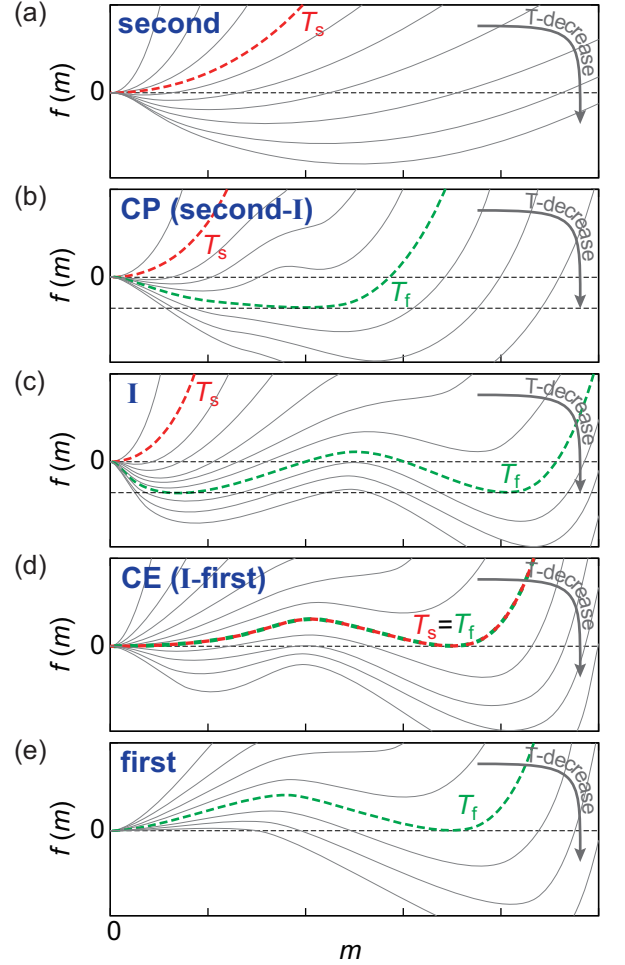 (a)
second
T_s
T-decrease
f (m)
0
(b)
CP (second-I)
T_s
T_f
T-decrease
f (m)
0
(c)
I
T_s
T_f
T-decrease
f (m)
0
(d)
CE (I-first)
T_s=T_f
T-decrease
f (m)
0
(e)
first
T_f
T-decrease
f (m)
0
0
m